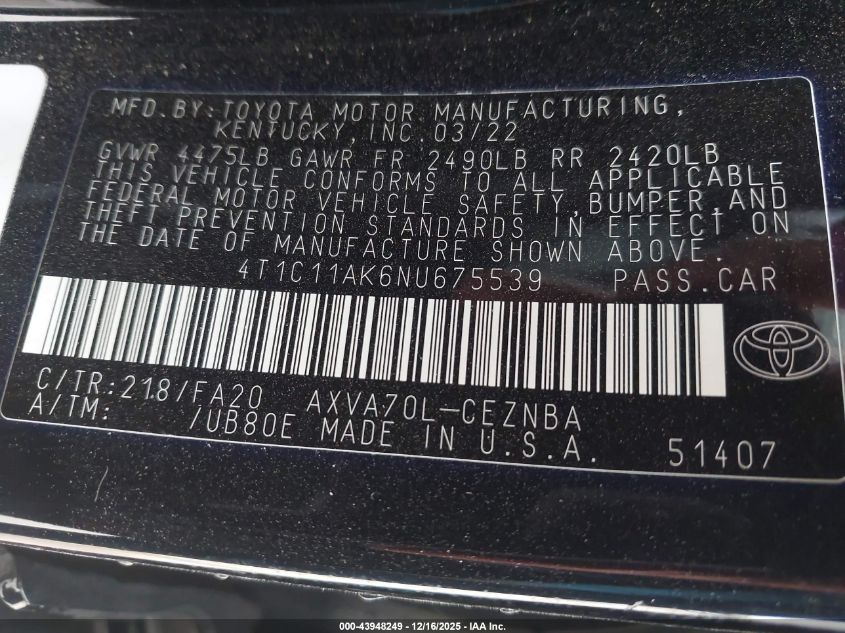 MFD.BY:TOYOTA MOTOR MANUFACTURING,
KENTUCKY,INC. 03/22
GVWR 4475LB GAWR FR 2490LB RR 2420LB
THIS VEHICLE CONFORMS TO ALL APPLICABLE
FEDERAL MOTOR VEHICLE SAFETY,BUMPER,AND
THEFT PREVENTION STANDARDS IN EFFECT ON
THE DATE OF MANUFACTURE SHOWN ABOVE.
4T1C11AK6NU675539 PASS.CAR
C/TR:218/FA20 AXVA70L-CEZNBA
A/TM: /UB80E MADE IN U.S.A. 51407
000-43948249 - 12/16/2025 - IAA Inc.